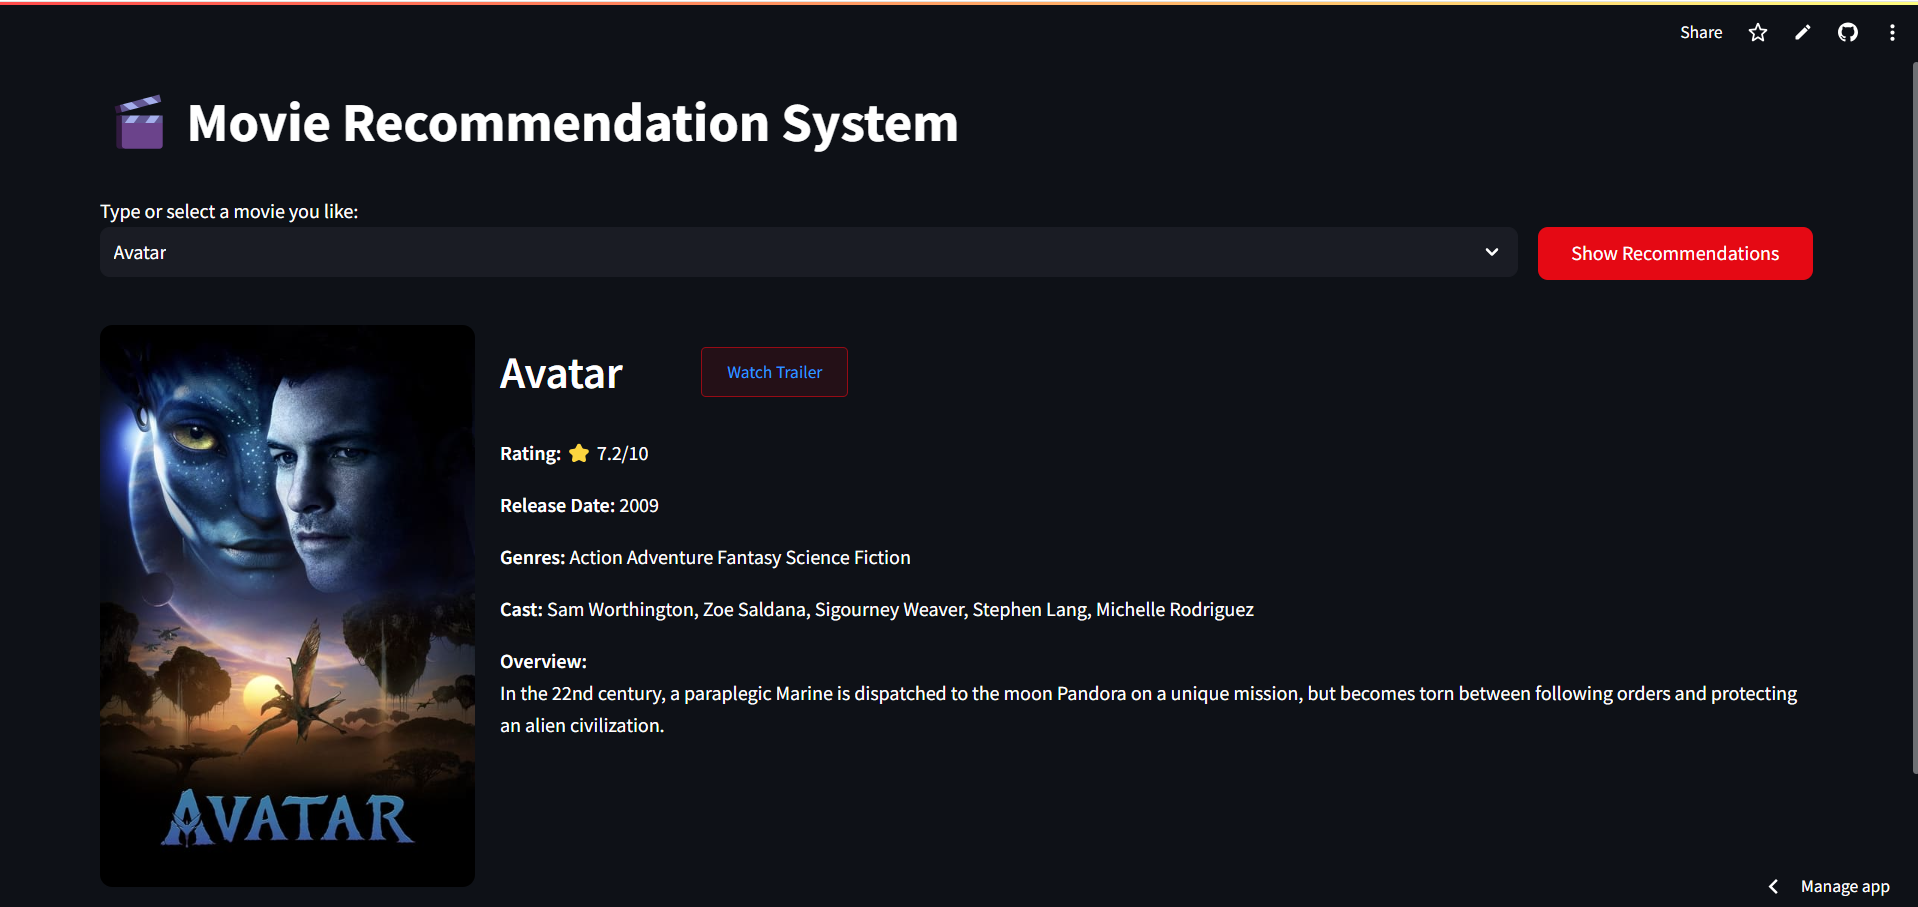 Share
Movie Recommendation System
Type or select a movie you like:
Avatar
Show Recommendations
Avatar
Watch Trailer
Rating: ⭐ 7.2/10
Release Date: 2009
Genres: Action Adventure Fantasy Science Fiction
Cast: Sam Worthington, Zoe Saldana, Sigourney Weaver, Stephen Lang, Michelle Rodriguez
Overview:
In the 22nd century, a paraplegic Marine is dispatched to the moon Pandora on a unique mission, but becomes torn between following orders and protecting
an alien civilization.
AVATAR
Manage app